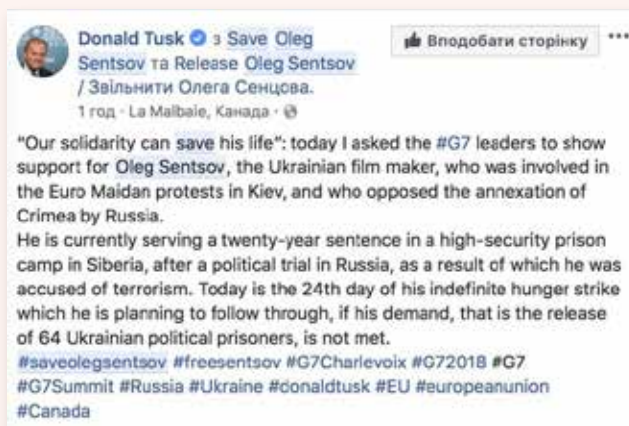 Donald Tusk з Save Oleg
Sentsov та Release Oleg Sentsov
/ Звільнити Олега Сенцова.
1 год · La Malbaie, Канада ·
Вподобати сторінку
"Our solidarity can save his life": today I asked the #G7 leaders to show
support for Oleg Sentsov, the Ukrainian film maker, who was involved in
the Euro Maidan protests in Kiev, and who opposed the annexation of
Crimea by Russia.
He is currently serving a twenty-year sentence in a high-security prison
camp in Siberia, after a political trial in Russia, as a result of which he was
accused of terrorism. Today is the 24th day of his indefinite hunger strike
which he is planning to follow through, if his demand, that is the release
of 64 Ukrainian political prisoners, is not met.
#saveolegsentsov #freesentsov #G7Charlevoix #G72018 #G7
#G7Summit #Russia #Ukraine #donaldtusk #EU #europeanunion
#Canada